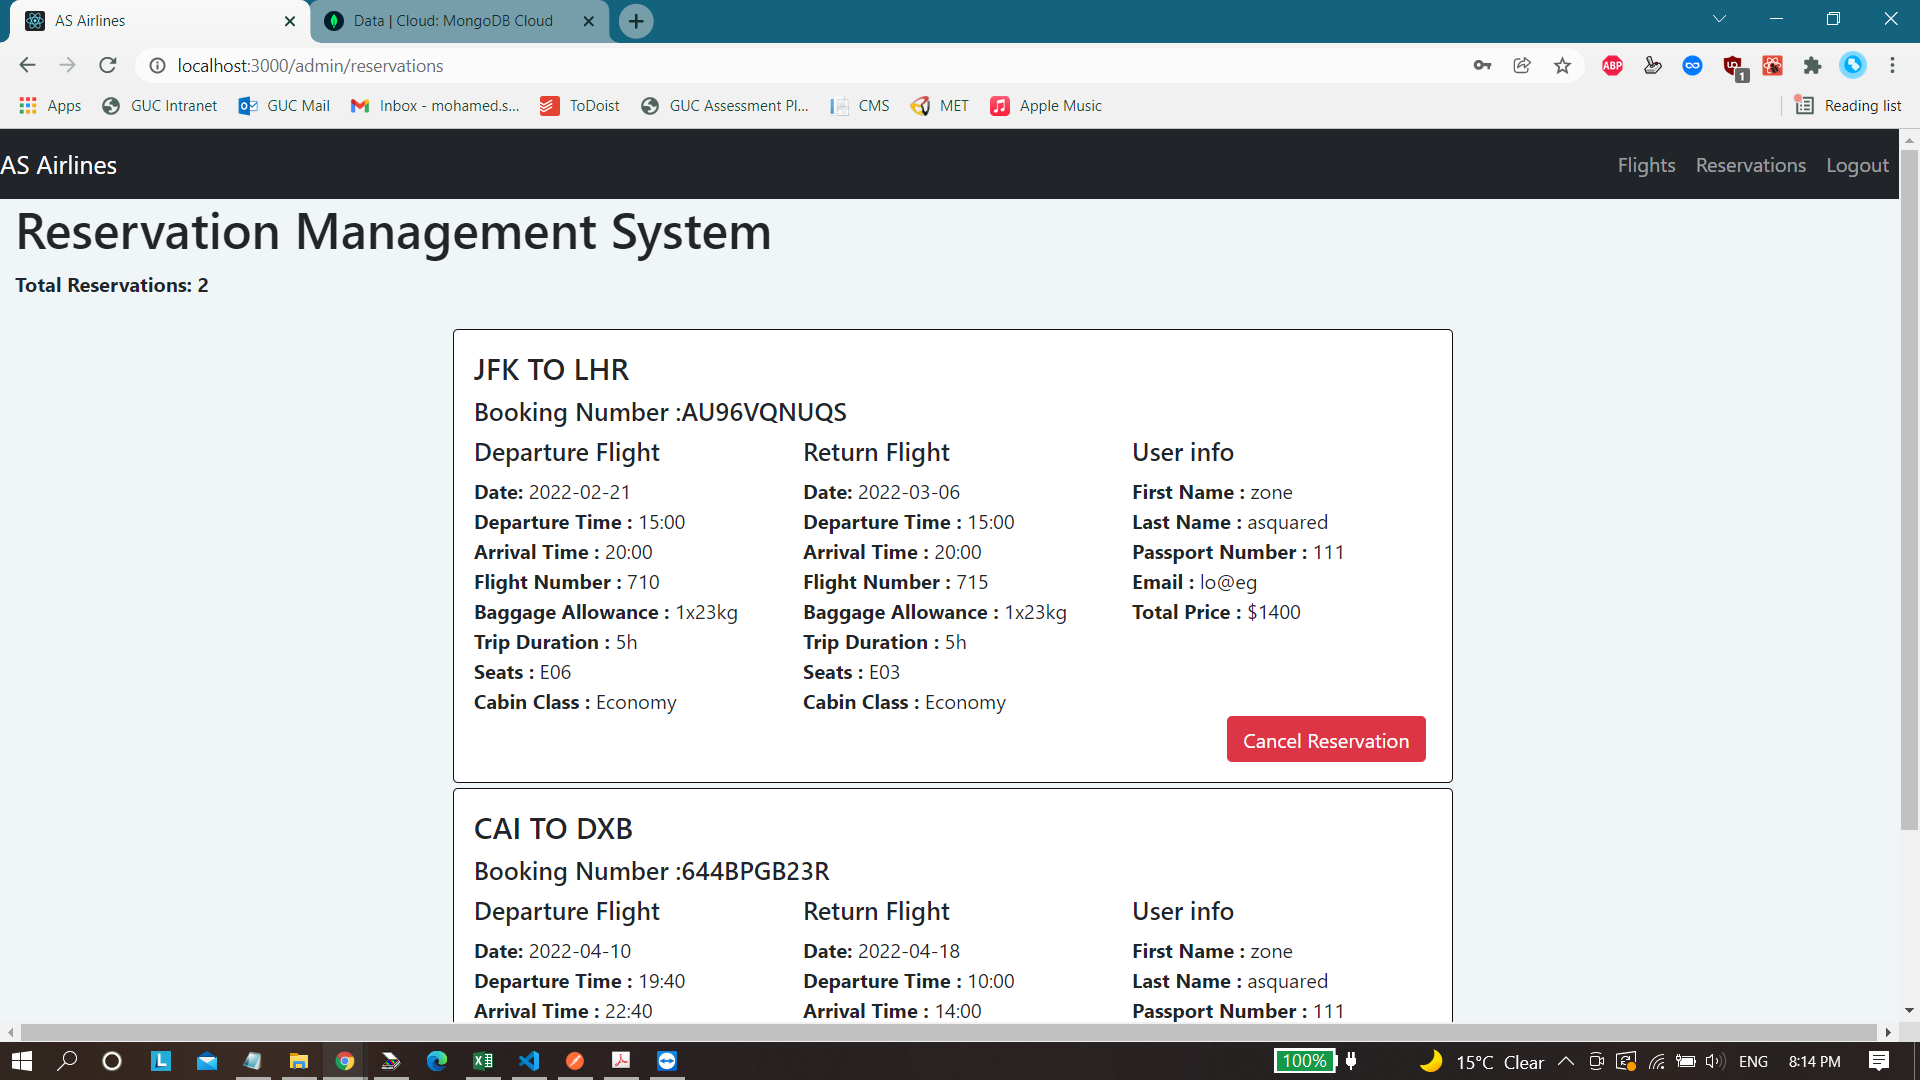 AS Airlines
Data | Cloud: MongoDB Cloud
localhost:3000/admin/reservations
ABP
1
Apps
GUC Intranet
GUC Mail
Inbox - mohamed.s...
ToDoist
GUC Assessment Pl...
CMS
MET
Apple Music
Reading list
AS Airlines
Flights
Reservations
Logout
Reservation Management System
Total Reservations: 2
JFK TO LHR
Booking Number :AU96VQNUQS
Departure Flight
Date: 2022-02-21
Departure Time : 15:00
Arrival Time : 20:00
Flight Number : 710
Baggage Allowance : 1x23kg
Trip Duration : 5h
Seats : E06
Cabin Class : Economy
Return Flight
Date: 2022-03-06
Departure Time : 15:00
Arrival Time : 20:00
Flight Number : 715
Baggage Allowance : 1x23kg
Trip Duration : 5h
Seats : E03
Cabin Class : Economy
User info
First Name : zone
Last Name : asquared
Passport Number : 111
Email : lo@eg
Total Price : $1400
Cancel Reservation
CAI TO DXB
Booking Number :644BPGB23R
Departure Flight
Date: 2022-04-10
Departure Time : 19:40
Arrival Time : 22:40
Return Flight
Date: 2022-04-18
Departure Time : 10:00
Arrival Time : 14:00
User info
First Name : zone
Last Name : asquared
Passport Number : 111
L
100%
15°C Clear
ENG
8:14 PM